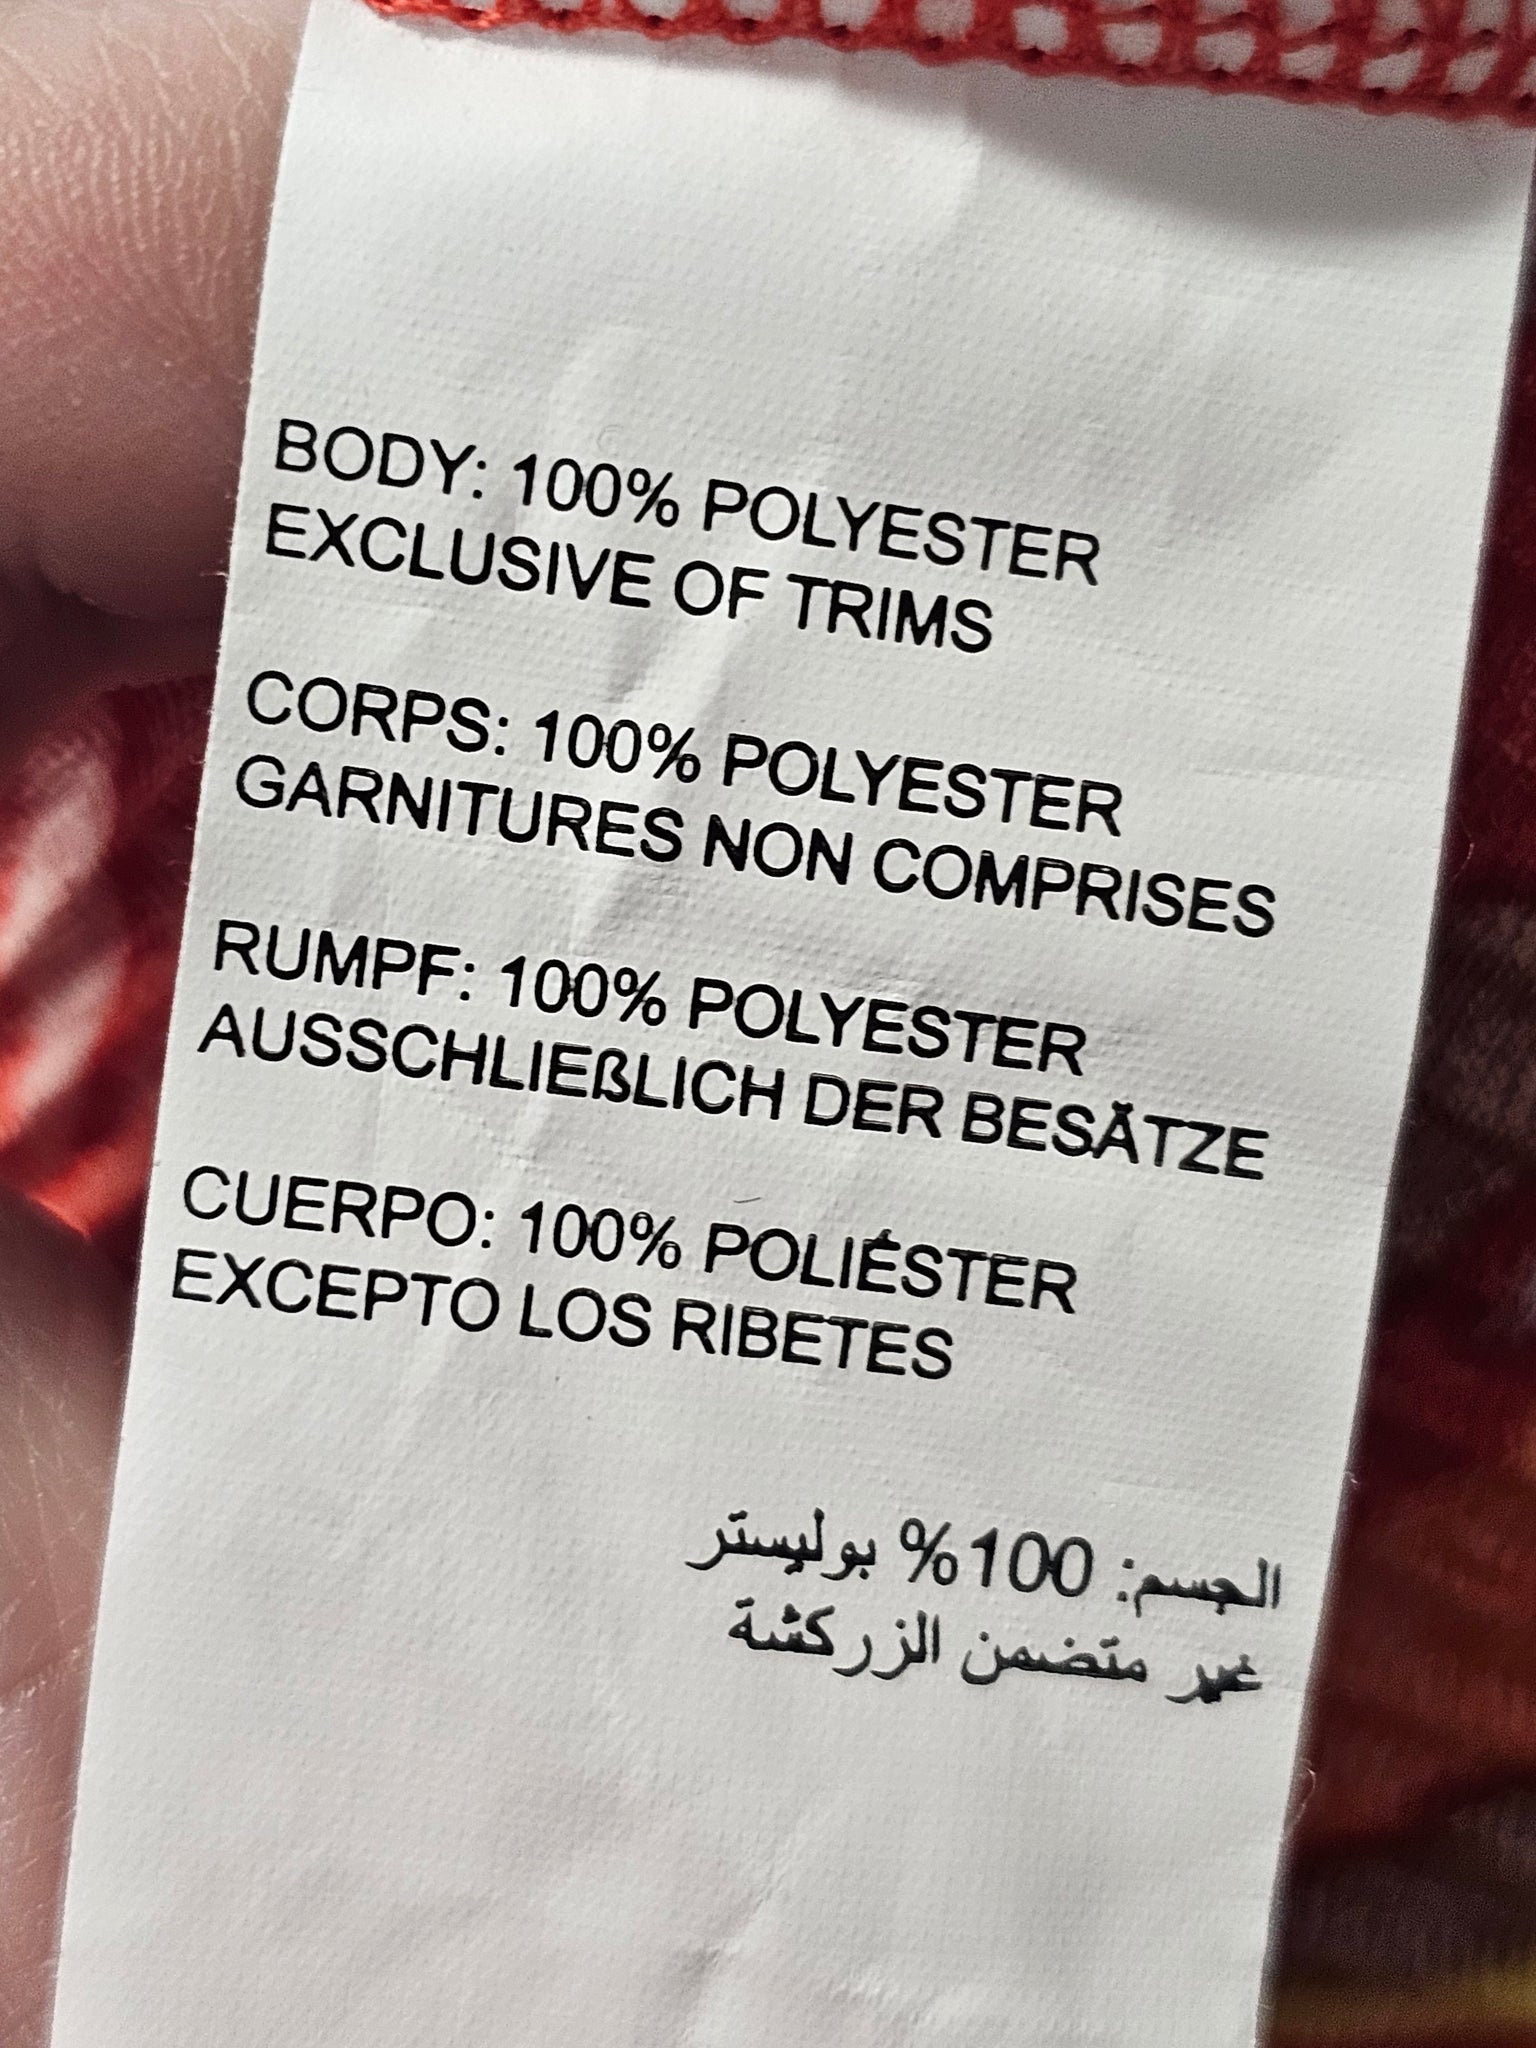 BODY: 100% POLYESTER
EXCLUSIVE OF TRIMS
CORPS: 100% POLYESTER
GARNITURES NON COMPRISES
RUMPF: 100% POLYESTER
AUSSCHLIEßLICH DER BESÄTZE
CUERPO: 100% POLIÉSTER
EXCEPTO LOS RIBETES
الجسم: 100% بوليستر
غير متضمن الزركشة